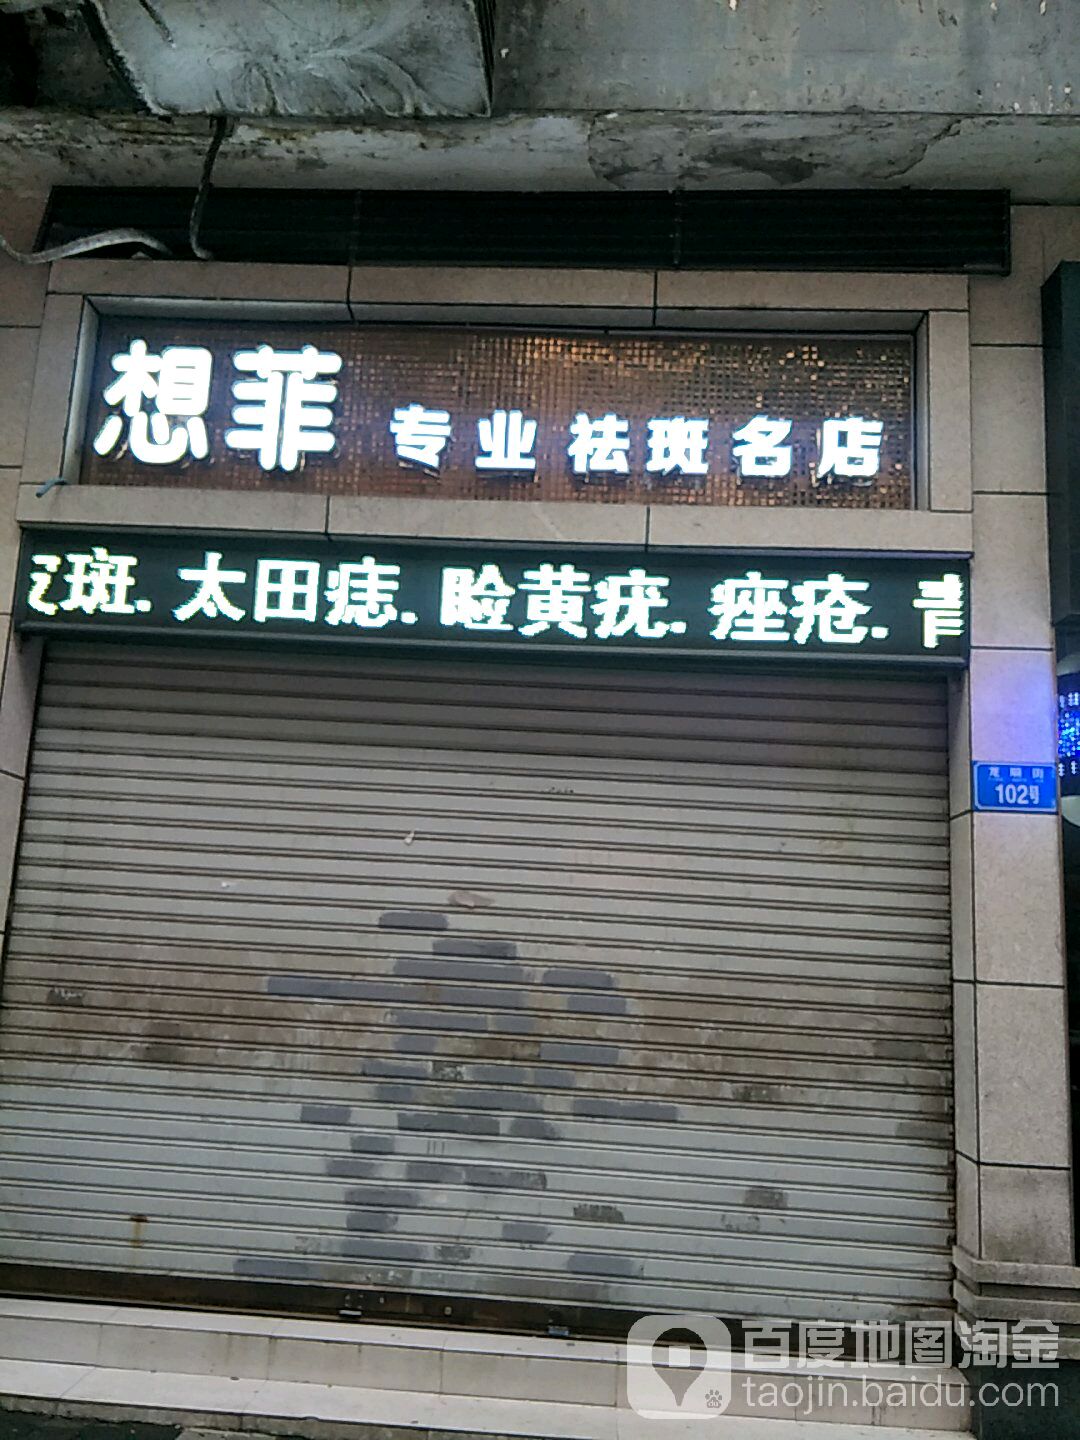 想菲 专业祛斑名店
斑.太田痣.睑黄疣.痤疮.青
102号
百度地图淘金
taojin.baidu.com